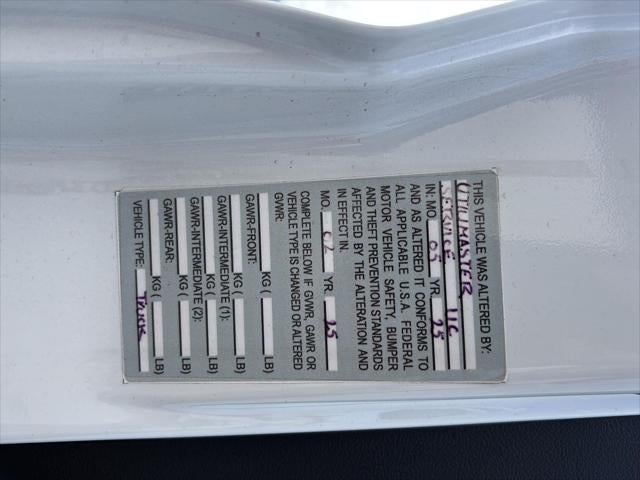 THIS VEHICLE WAS ALTERED BY:
UTILIMASTER
SERVICE LLC
IN: MO. 05 YR. 25
AND AS ALTERED IT CONFORMS TO
ALL APPLICABLE U.S.A. FEDERAL
MOTOR VEHICLE SAFETY, BUMPER
AND THEFT PREVENTION STANDARDS
AFFECTED BY THE ALTERATION AND
IN EFFECT IN.
MO. 02 YR. 25
COMPLETE BELOW IF GVWR, GAWR OR
VEHICLE TYPE IS CHANGED OR ALTERED
GVWR:
KG ( LB)
GAWR-FRONT:
KG ( LB)
GAWR-INTERMEDIATE (1):
KG ( LB)
GAWR-INTERMEDIATE (2):
KG ( LB)
GAWR-REAR:
KG ( LB)
VEHICLE TYPE: TRUCK